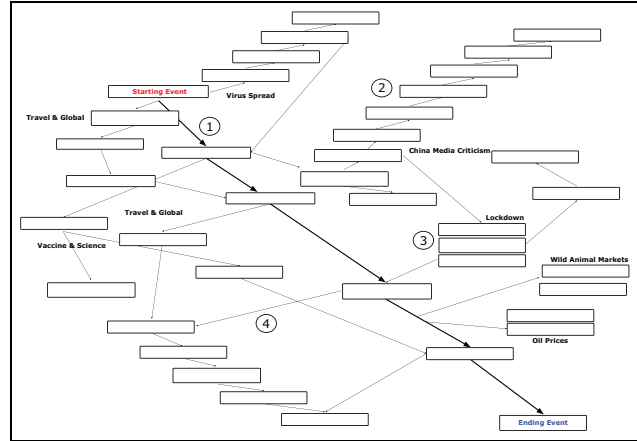 Starting Event
Virus Spread
Travel & Global
1
2
China Media Criticism
Travel & Global
Lockdown
Vaccine & Science
3
Wild Animal Markets
4
Oil Prices
Ending Event